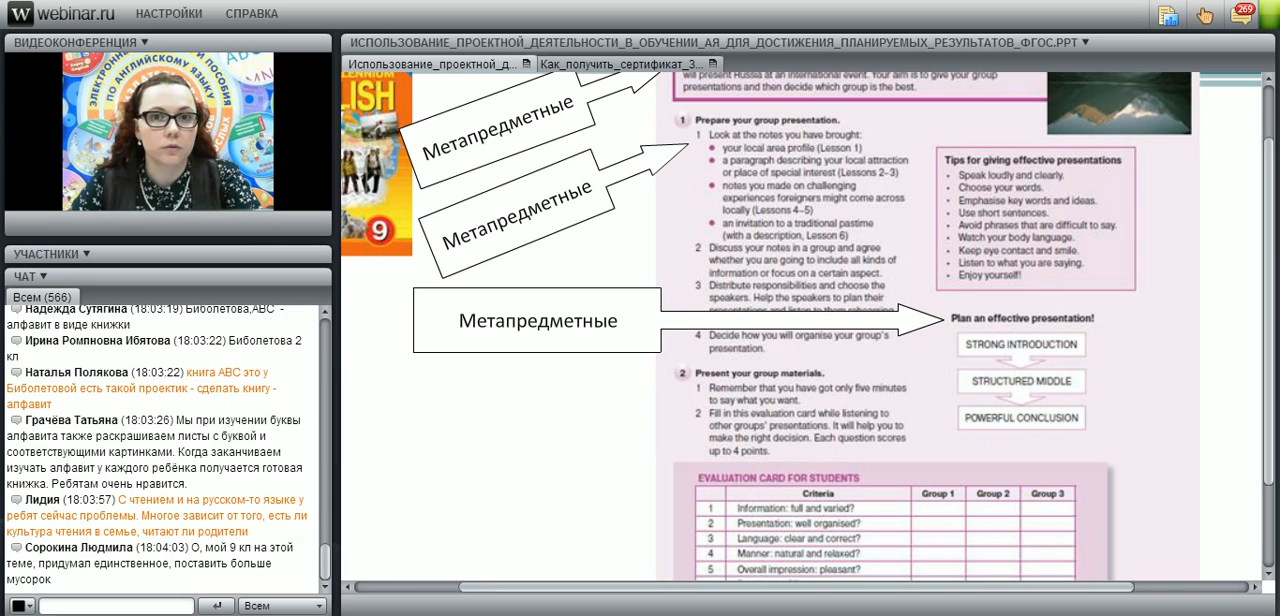 W webinar.ru
НАСТРОЙКИ
СПРАВКА
269
ВИДЕОКОНФЕРЕНЦИЯ
ЭЛЕКТРОННЫЕ
ПОСОБИЯ
ПО АНГЛИЙСКОМУ ЯЗЫКУ
УЧАСТНИКИ
ЧАТ
Всем (566)
Надежда Сутягина (18:03:19) Биболетова,АВС -
алфавит в виде книжки
Ирина Ромпновна Ибятова (18:03:22) Биболетова 2
кл
Наталья Полякова (18:03:22) книга АВС это у
Биболетовой есть такой проектик - сделать книгу -
алфавит
Грачёва Татьяна (18:03:26) Мы при изучении буквы
алфавита также раскрашиваем листы с буквой и
соответствующими картинками. Когда заканчиваем
изучать алфавит у каждого ребёнка получается готовая
книжка. Ребятам очень нравится.
Лидия (18:03:57) С чтением и на русском-то языке у
ребят сейчас проблемы. Многое зависит от того, есть ли
культура чтения в семье, читают ли родители
Сорокина Людмила (18:04:03) О, мой 9 кл на этой
теме, придумал единственное, поставить больше
мусорок
Всем
ИСПОЛЬЗОВАНИЕ_ПРОЕКТНОЙ_ДЕЯТЕЛЬНОСТИ_В_ОБУЧЕНИИ_АЯ_ДЛЯ_ДОСТИЖЕНИЯ_ПЛАНИРУЕМЫХ_РЕЗУЛЬТАТОВ_ФГОС.PPT
Использование_проектной_д...
Как_получить_сертификат_3...
LLENNIUM
LISH
9
Метапредметные
Метапредметные
Метапредметные
will present Russia at an international event. Your aim is to give your group
presentations and then decide which group is the best.
1 Prepare your group presentation.
1 Look at the notes you have brought:
• your local area profile (Lesson 1)
• a paragraph describing your local attraction
or place of special interest (Lessons 2–3)
• notes you made on challenging
experiences foreigners might come across
locally (Lessons 4–5)
• an invitation to a traditional pastime
(with a description, Lesson 6)
2 Discuss your notes in a group and agree
whether you are going to include all kinds of
information or focus on a certain aspect.
3 Distribute responsibilities and choose the
speakers. Help the speakers to plan their
presentations and listen to them rehearsing
4 Decide how you will organise your group's
presentation.
2 Present your group materials.
1 Remember that you have got only five minutes
to say what you want.
2 Fill in this evaluation card while listening to
other groups' presentations. It will help you to
make the right decision. Each question scores
up to 4 points.
Tips for giving effective presentations
• Speak loudly and clearly.
• Choose your words.
• Emphasise key words and ideas.
• Use short sentences.
• Avoid phrases that are difficult to say.
• Watch your body language.
• Keep eye contact and smile.
• Listen to what you are saying.
• Enjoy yourself!
Plan an effective presentation!
STRONG INTRODUCTION
STRUCTURED MIDDLE
POWERFUL CONCLUSION
EVALUATION CARD FOR STUDENTS
Criteria Group 1 Group 2 Group 3
1 Information: full and varied?
2 Presentation: well organised?
3 Language: clear and correct?
4 Manner: natural and relaxed?
5 Overall impression: pleasant?